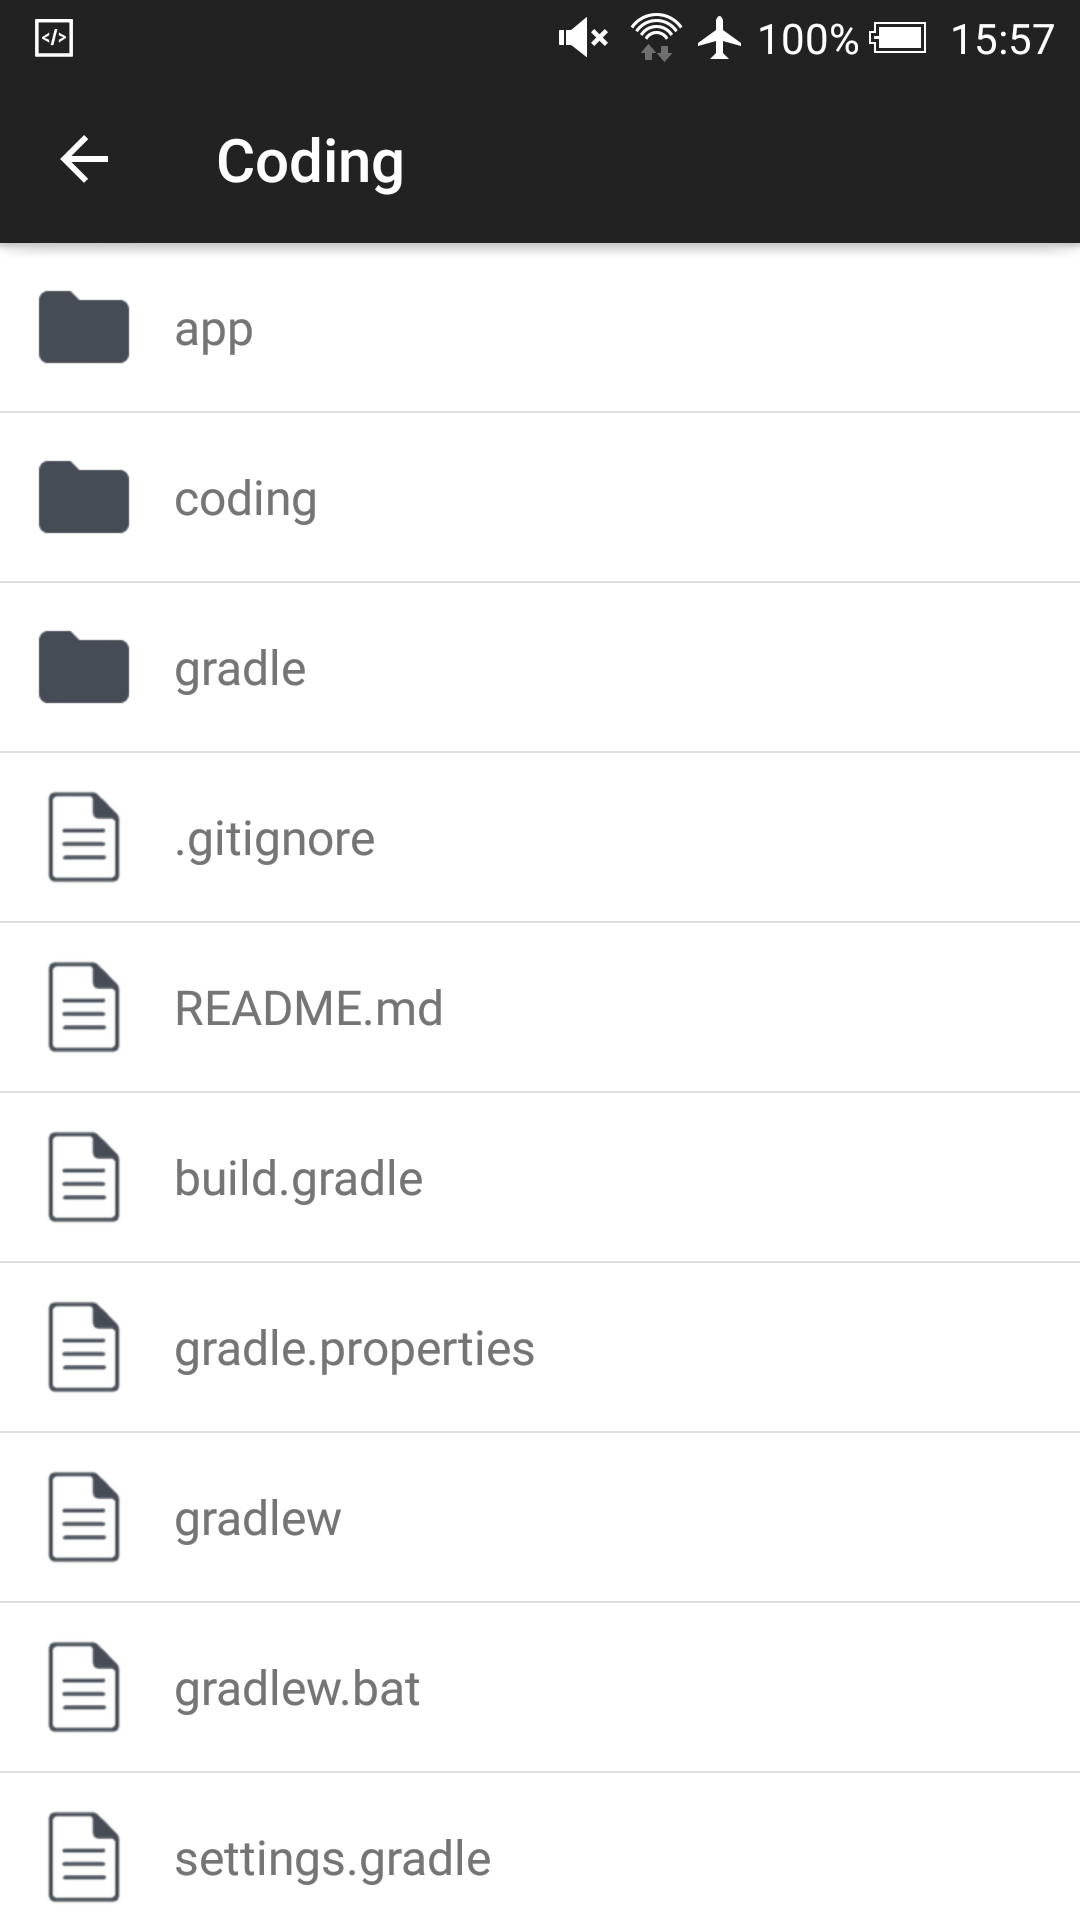 100% 15:57
Coding
app
coding
gradle
.gitignore
README.md
build.gradle
gradle.properties
gradlew
gradlew.bat
settings.gradle